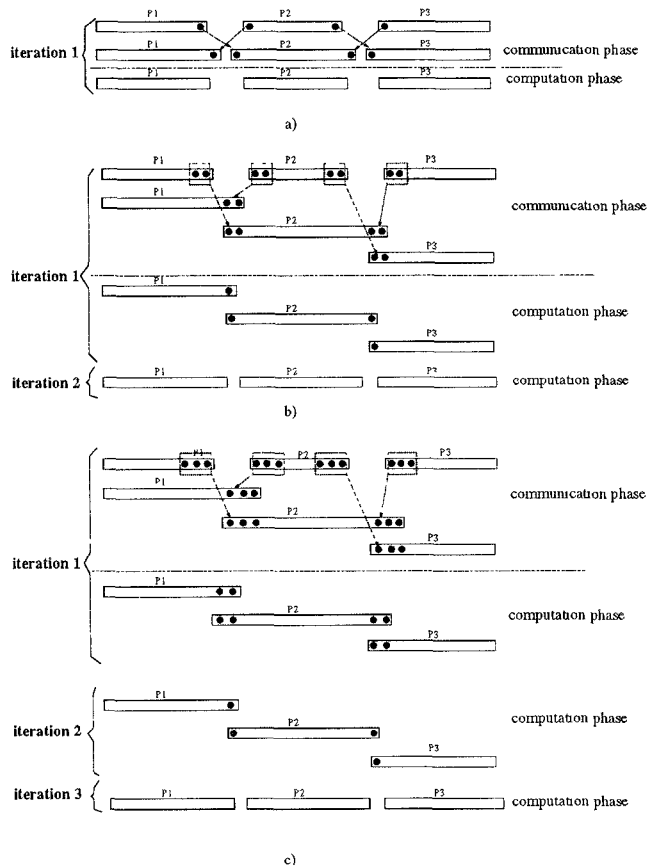 P1 P2 P3
iteration 1
P1 P2 P3 communication phase
P1 P2 P3 computation phase
a)
P1 P2 P3
P1 communication phase
P2
P3
iteration 1
P1 computation phase
P2
P3
iteration 2 P1 P2 P3 computation phase
b)
P1 P2 P3
P1 communication phase
P2
P3
iteration 1
P1
P2 computation phase
P3
P1 computation phase
iteration 2 P2
P3
iteration 3 P1 P2 P3 computation phase
c)